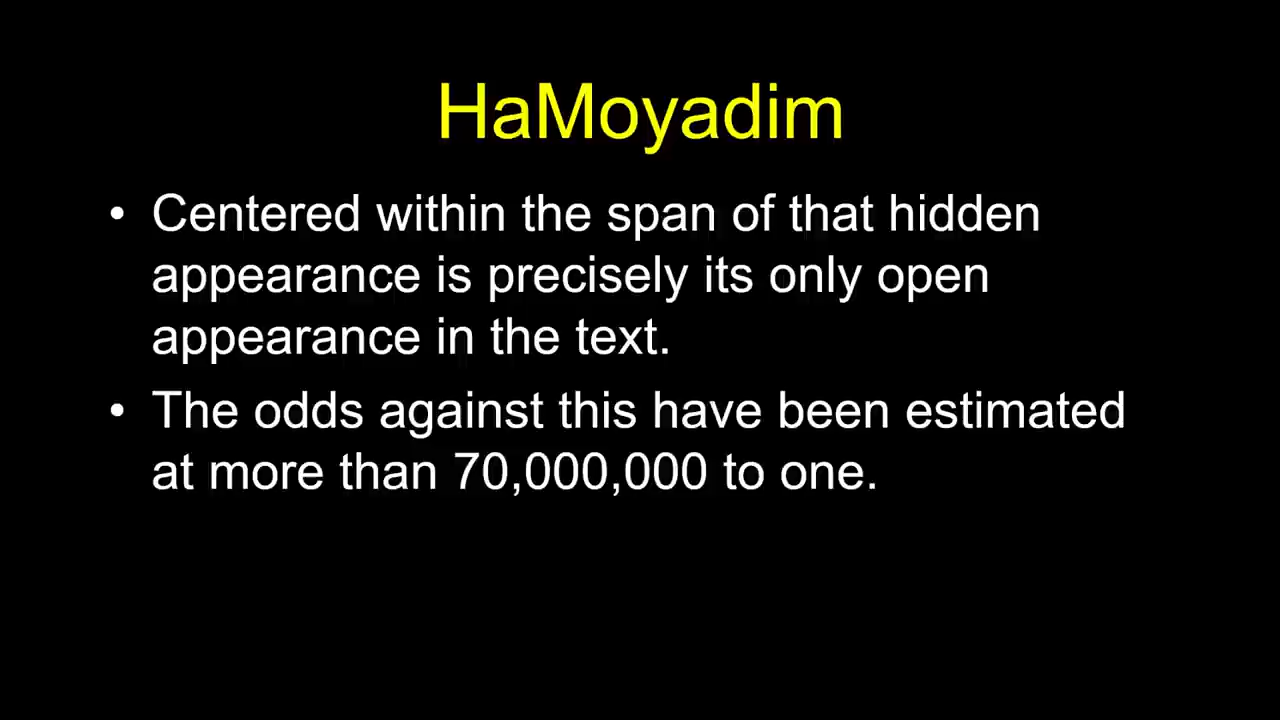 HaMoyadim
• Centered within the span of that hidden
appearance is precisely its only open
appearance in the text.
• The odds against this have been estimated
at more than 70,000,000 to one.